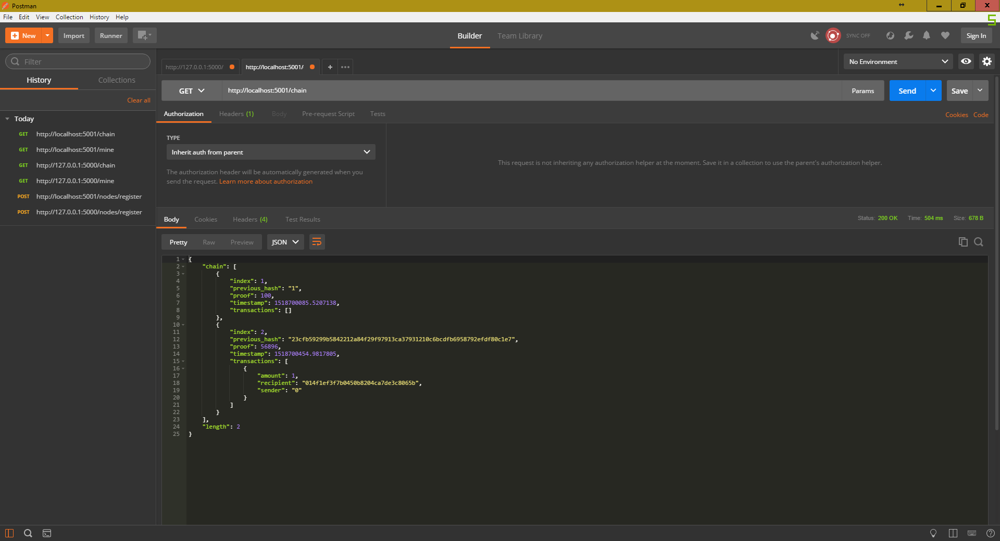 Postman
File Edit View Collection History Help
New Import Runner Builder Team Library SYNC OFF Sign In
Filter
History Collections
Clear all
Today
GET http://localhost:5001/chain
GET http://localhost:5001/mine
GET http://127.0.0.1:5000/chain
GET http://127.0.0.1:5000/mine
POST http://localhost:5001/nodes/register
POST http://127.0.0.1:5000/nodes/register
http://127.0.0.1:5000/ http://localhost:5001/ + ••• No Environment
GET http://localhost:5001/chain Params Send Save
Authorization Headers (1) Body Pre-request Script Tests Cookies Code
TYPE
Inherit auth from parent
The authorization header will be automatically generated when you
send the request. Learn more about authorization
This request is not inheriting any authorization helper at the moment. Save it in a collection to use the parent's authorization helper.
Body Cookies Headers (4) Test Results Status: 200 OK Time: 504 ms Size: 678 B
Pretty Raw Preview JSON
1 {
2 "chain": [
3 {
4 "index": 1,
5 "previous_hash": "1",
6 "proof": 100,
7 "timestamp": 1518700085.5207138,
8 "transactions": []
9 },
10 {
11 "index": 2,
12 "previous_hash": "23cfb59299b5842212a84f29f97913ca37931210c6bcdfb6958792efdf80c1e7",
13 "proof": 56896,
14 "timestamp": 1518700454.9817805,
15 "transactions": [
16 {
17 "amount": 1,
18 "recipient": "014f1ef3f7b0450b8204ca7de3c8065b",
19 "sender": "0"
20 }
21 ]
22 }
23 ],
24 "length": 2
25 }